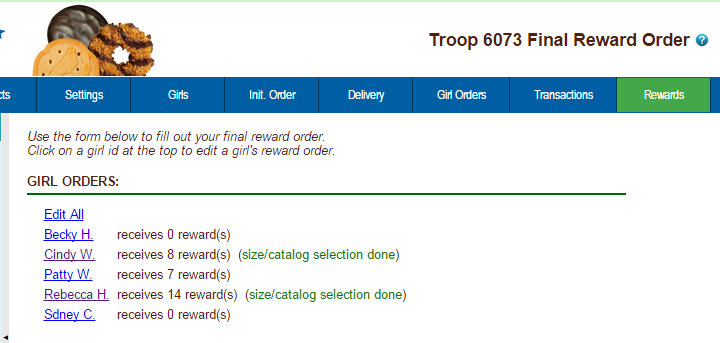 Troop 6073 Final Reward Order ?
cts Settings Girls Init. Order Delivery Girl Orders Transactions Rewards
Use the form below to fill out your final reward order.
Click on a girl id at the top to edit a girl's reward order.
GIRL ORDERS:
Edit All
Becky H. receives 0 reward(s)
Cindy W. receives 8 reward(s) (size/catalog selection done)
Patty W. receives 7 reward(s)
Rebecca H. receives 14 reward(s) (size/catalog selection done)
Sdney C. receives 0 reward(s)